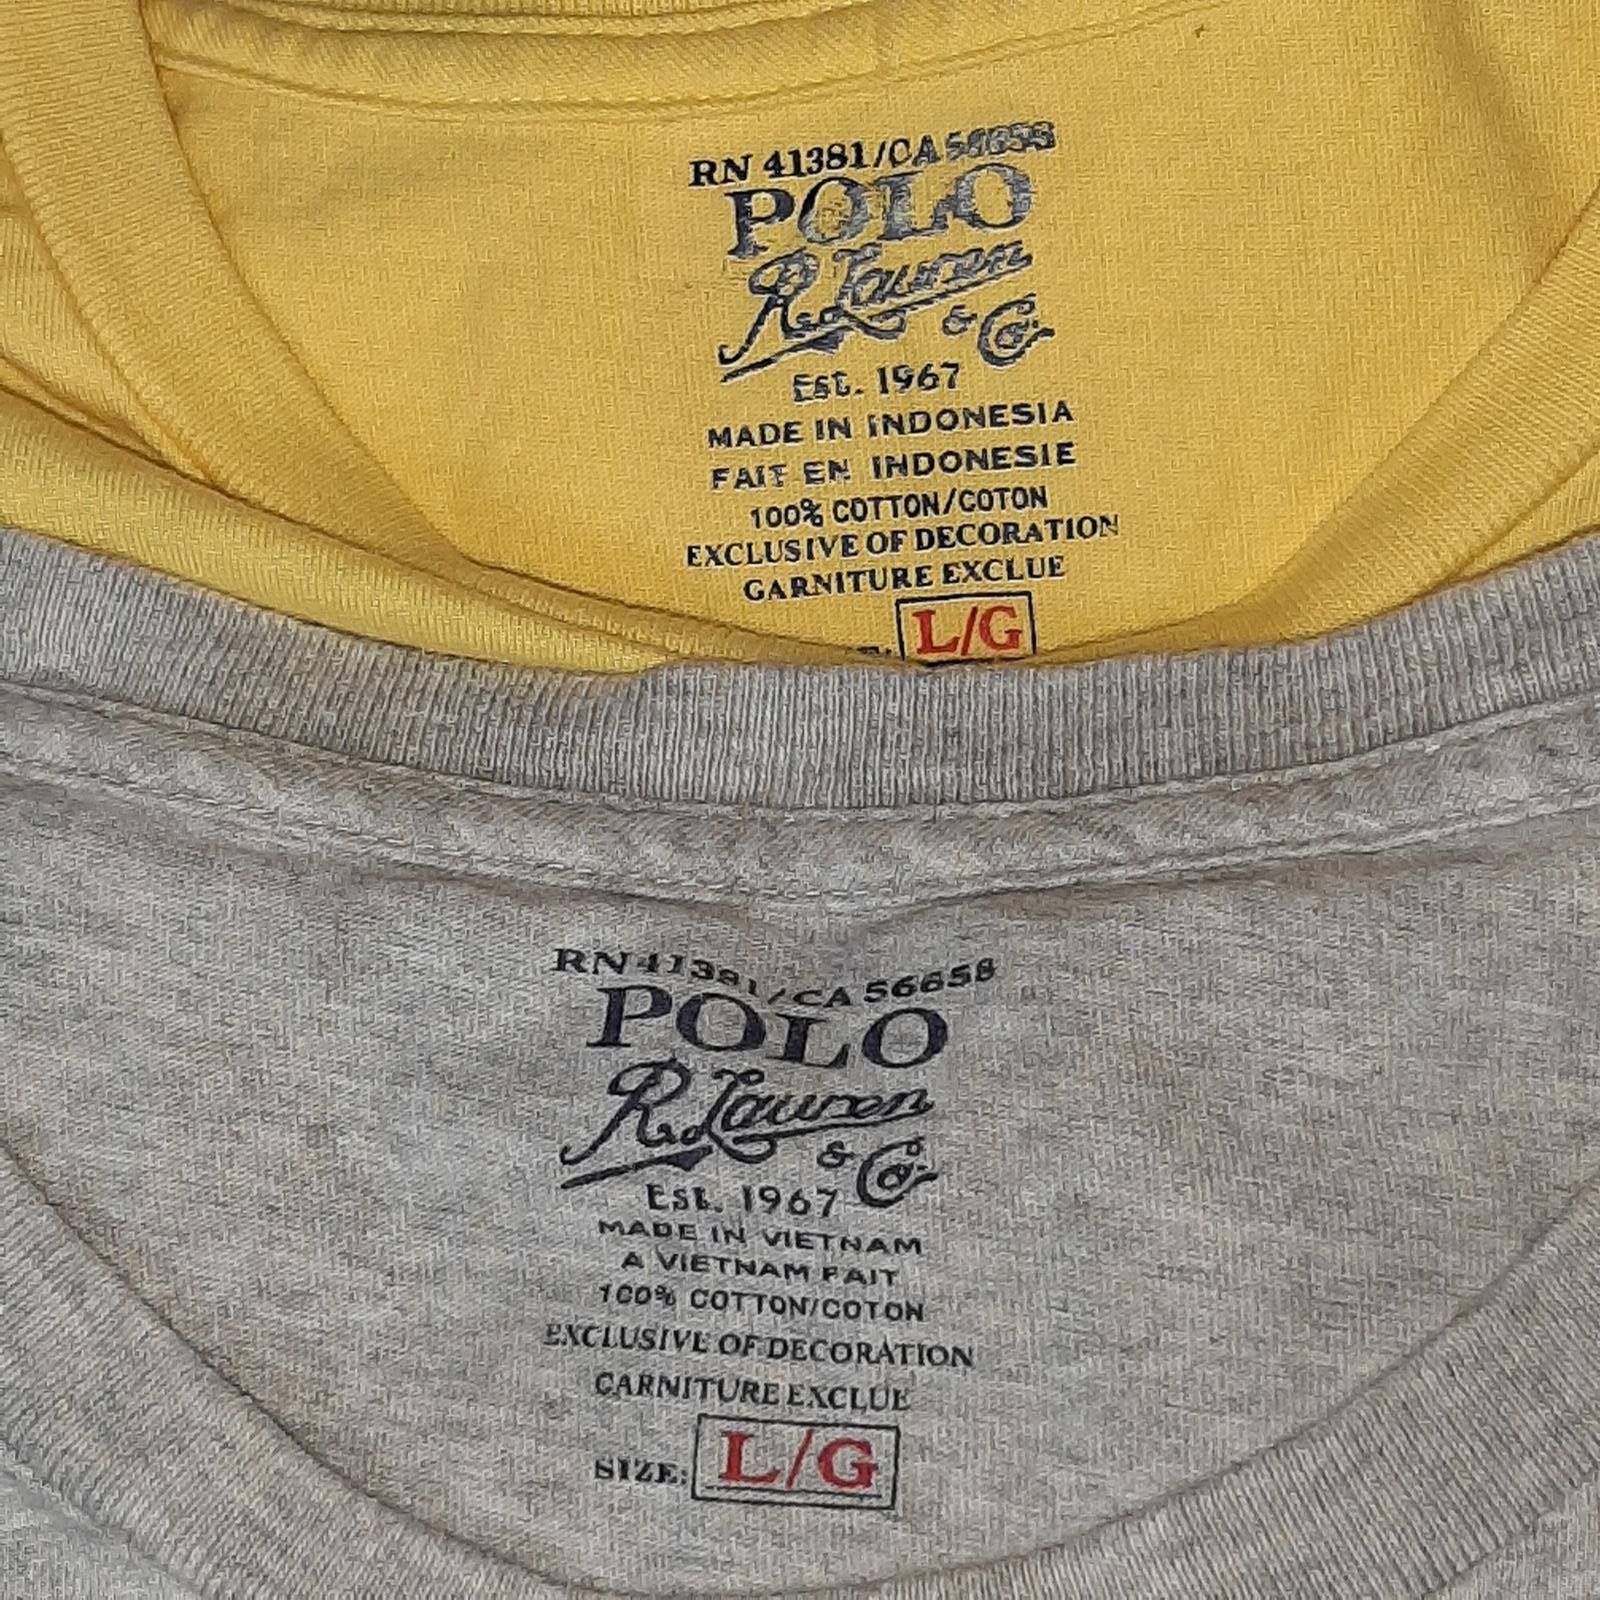 RN 41381/CA 56658
POLO
R. Lauren
& Co.
Est. 1967
MADE IN INDONESIA
FAIT EN INDONESIE
100% COTTON/COTON
EXCLUSIVE OF DECORATION
GARNITURE EXCLUE
L/G
RN 41381/CA 56658
POLO
R. Lauren
& Co.
Est. 1967
MADE IN VIETNAM
A VIETNAM FAIT
100% COTTON/COTON
EXCLUSIVE OF DECORATION
GARNITURE EXCLUE
SIZE: L/G